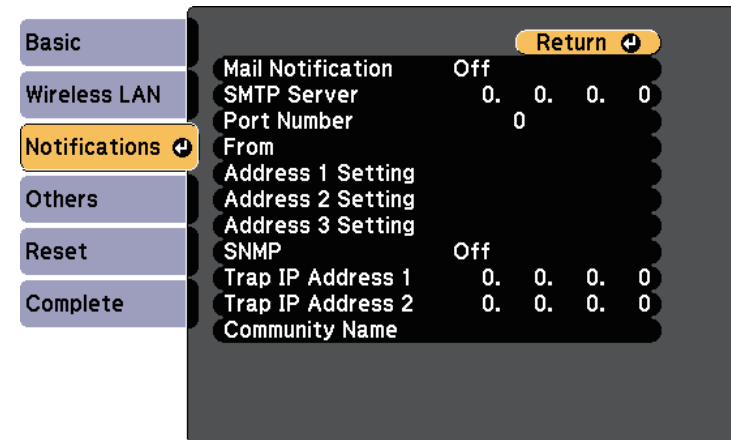 Basic
Wireless LAN
Notifications
Others
Reset
Complete
Return
Mail Notification Off
SMTP Server 0. 0. 0. 0
Port Number 0
From
Address 1 Setting
Address 2 Setting
Address 3 Setting
SNMP Off
Trap IP Address 1 0. 0. 0. 0
Trap IP Address 2 0. 0. 0. 0
Community Name